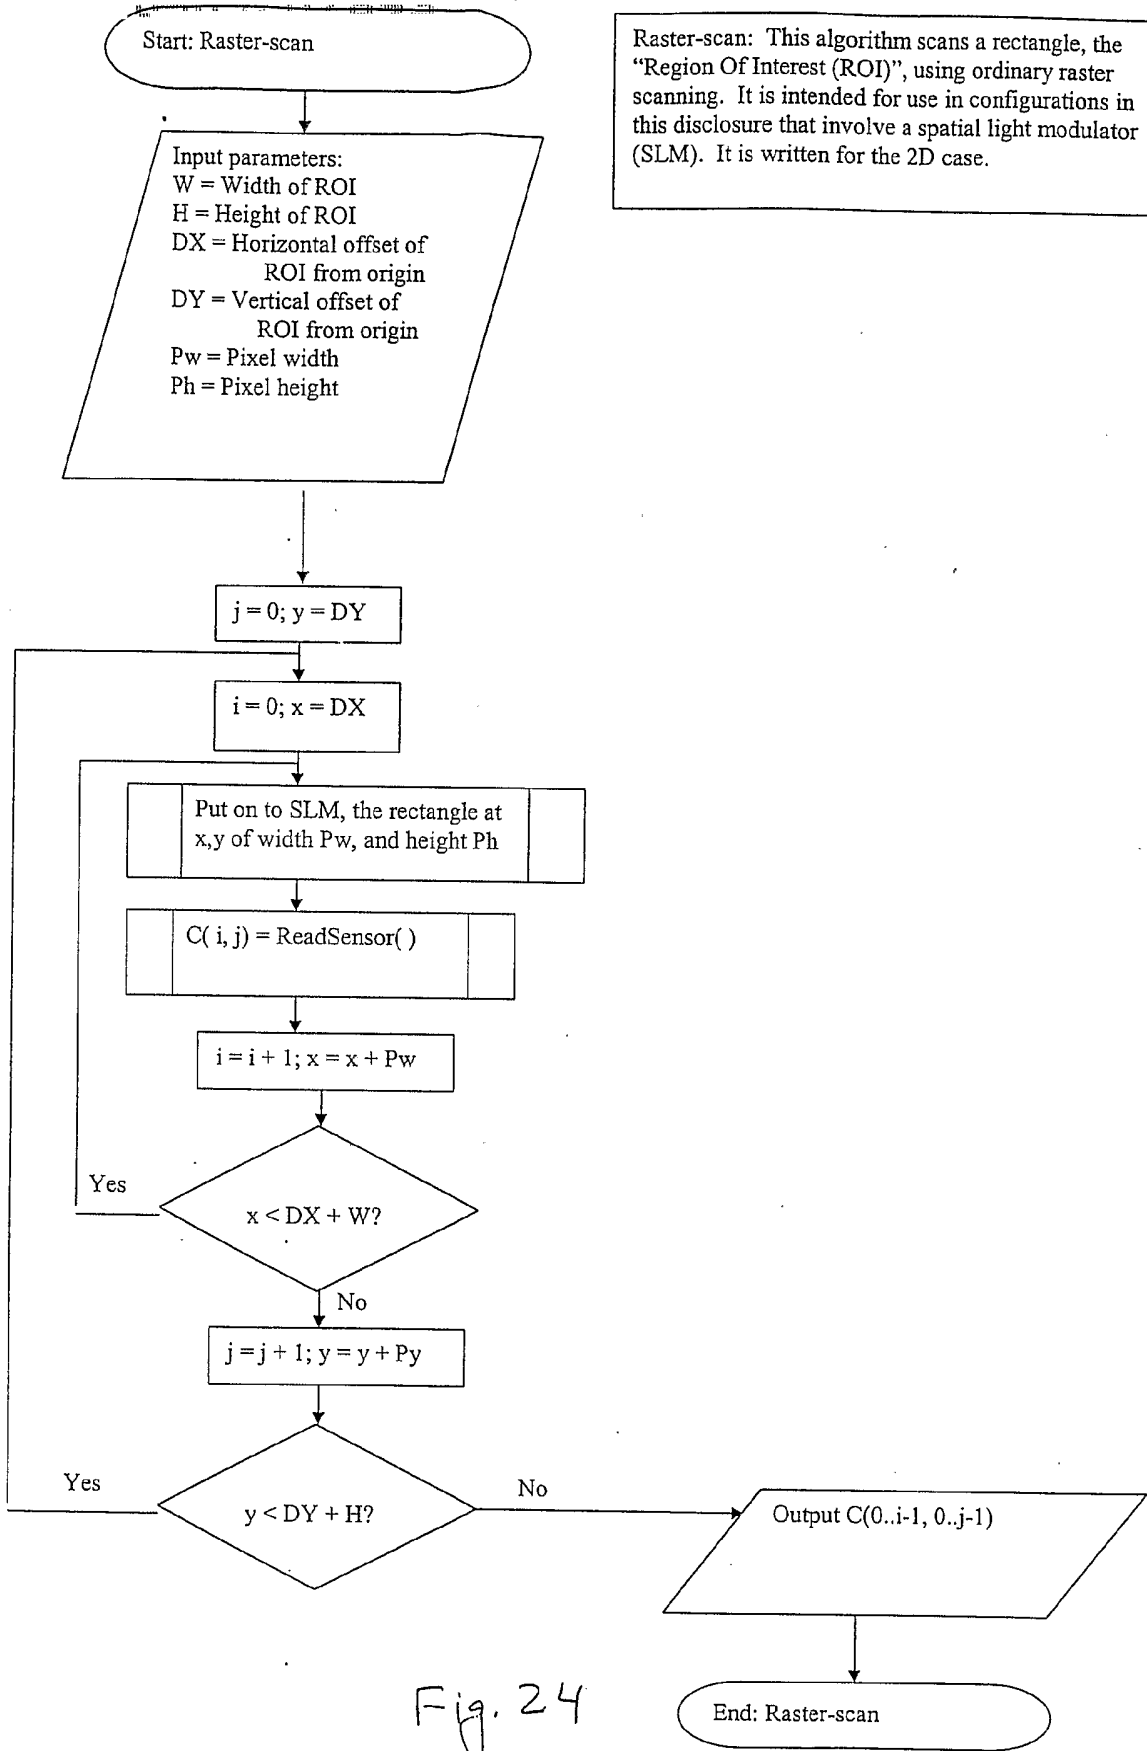 Start: Raster-scan
Raster-scan: This algorithm scans a rectangle, the
"Region Of Interest (ROI)", using ordinary raster
scanning. It is intended for use in configurations in
this disclosure that involve a spatial light modulator
(SLM). It is written for the 2D case.
Input parameters:
W = Width of ROI
H = Height of ROI
DX = Horizontal offset of
ROI from origin
DY = Vertical offset of
ROI from origin
Pw = Pixel width
Ph = Pixel height
j = 0; y = DY
i = 0; x = DX
Put on to SLM, the rectangle at
x,y of width Pw, and height Ph
C( i, j) = ReadSensor( )
i = i + 1; x = x + Pw
Yes
x < DX + W?
No
j = j + 1; y = y + Py
Yes
y < DY + H?
No
Output C(0..i-1, 0..j-1)
End: Raster-scan
Fig. 24